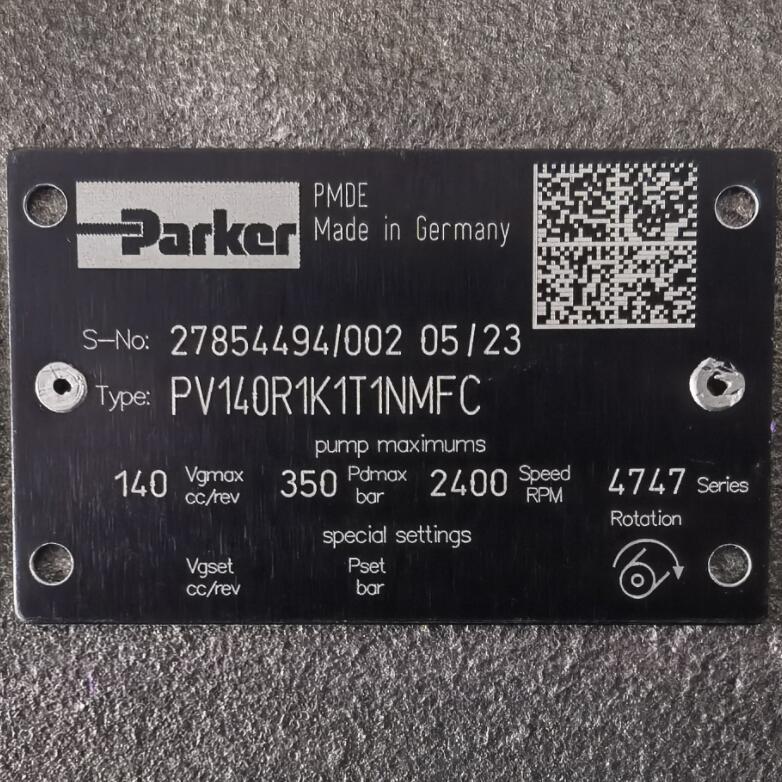 Parker
PMDE
Made in Germany
S-No: 27854494/002 05/23
Type: PV140R1K1T1NMFC
pump maximums
140 Vgmax cc/rev 350 Pdmax bar 2400 Speed RPM 4747 Series
Rotation
special settings
Vgset cc/rev Pset bar